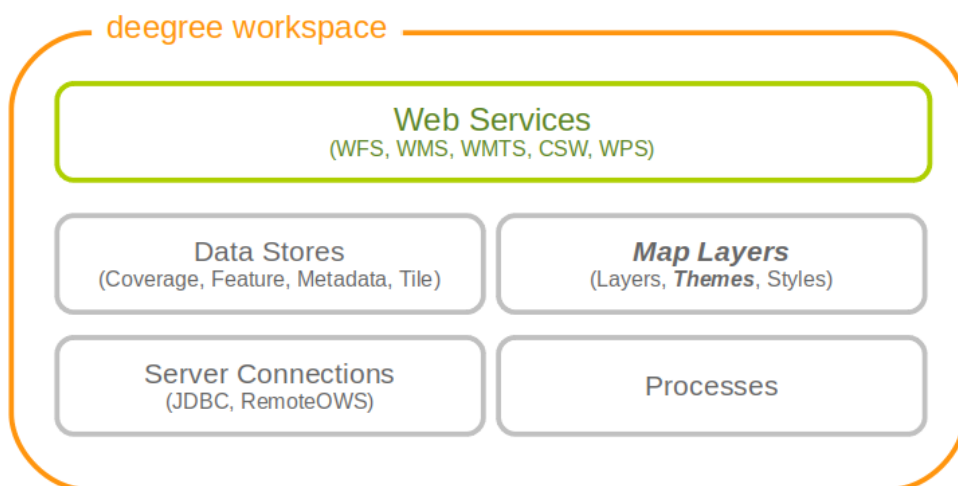 deegree workspace
Web Services
(WFS, WMS, WMTS, CSW, WPS)
Data Stores
(Coverage, Feature, Metadata, Tile)
Map Layers
(Layers, Themes, Styles)
Server Connections
(JDBC, RemoteOWS)
Processes